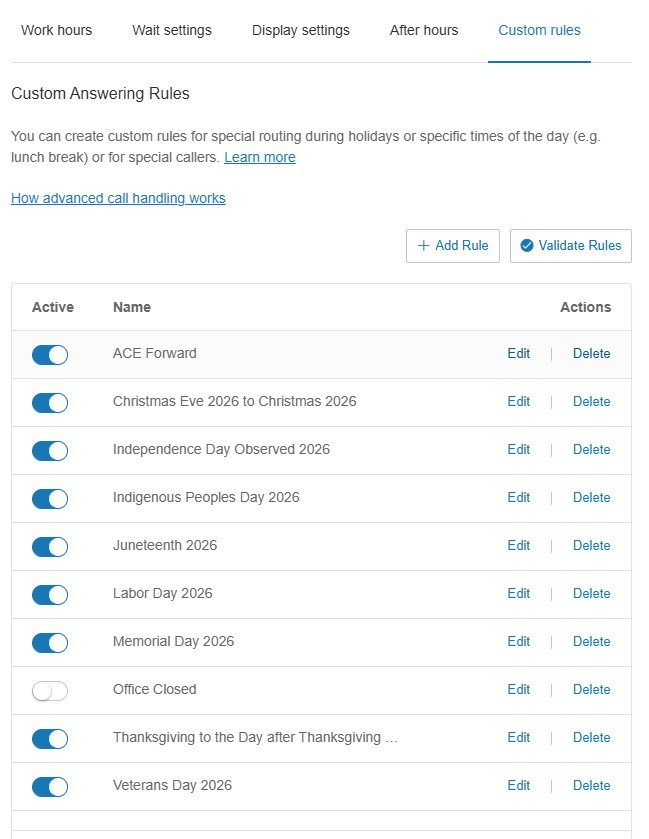 Work hours Wait settings Display settings After hours Custom rules
Custom Answering Rules
You can create custom rules for special routing during holidays or specific times of the day (e.g.
lunch break) or for special callers. Learn more
How advanced call handling works
Add Rule Validate Rules
Active Name Actions
ACE Forward Edit | Delete
Christmas Eve 2026 to Christmas 2026 Edit | Delete
Independence Day Observed 2026 Edit | Delete
Indigenous Peoples Day 2026 Edit | Delete
Juneteenth 2026 Edit | Delete
Labor Day 2026 Edit | Delete
Memorial Day 2026 Edit | Delete
Office Closed Edit | Delete
Thanksgiving to the Day after Thanksgiving ... Edit | Delete
Veterans Day 2026 Edit | Delete